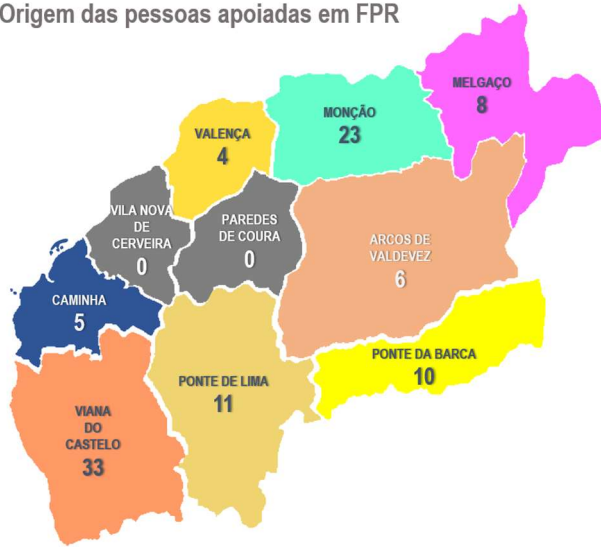 Origem das pessoas apoiadas em FPR
MELGAÇO
8
MONÇÃO
23
VALENÇA
4
VILA NOVA
DE
CERVEIRA
0
PAREDES
DE COURA
0
ARCOS DE
VALDEVEZ
6
CAMINHA
5
PONTE DA BARCA
10
PONTE DE LIMA
11
VIANA
DO
CASTELO
33